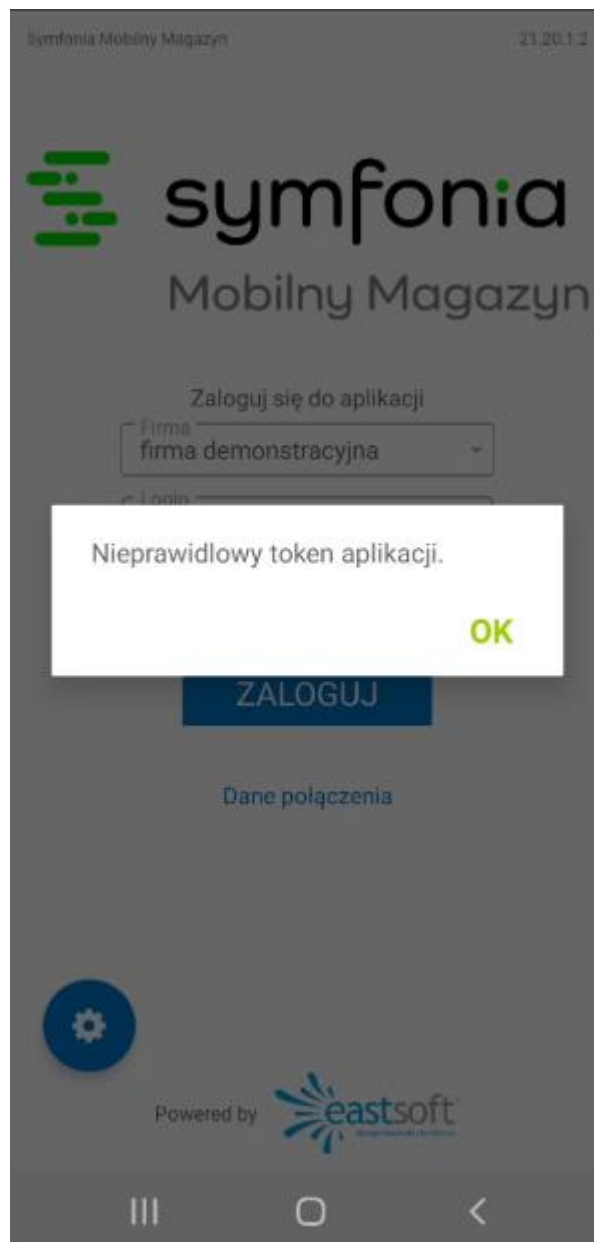 Symfonia Mobilny Magazyn 21.20.1.2
symfonia
Mobilny Magazyn
Zaloguj się do aplikacji
Firma
firma demonstracyjna
Login
Nieprawidlowy token aplikacji.
OK
ZALOGUJ
Dane połączenia
Powered by eastsoft